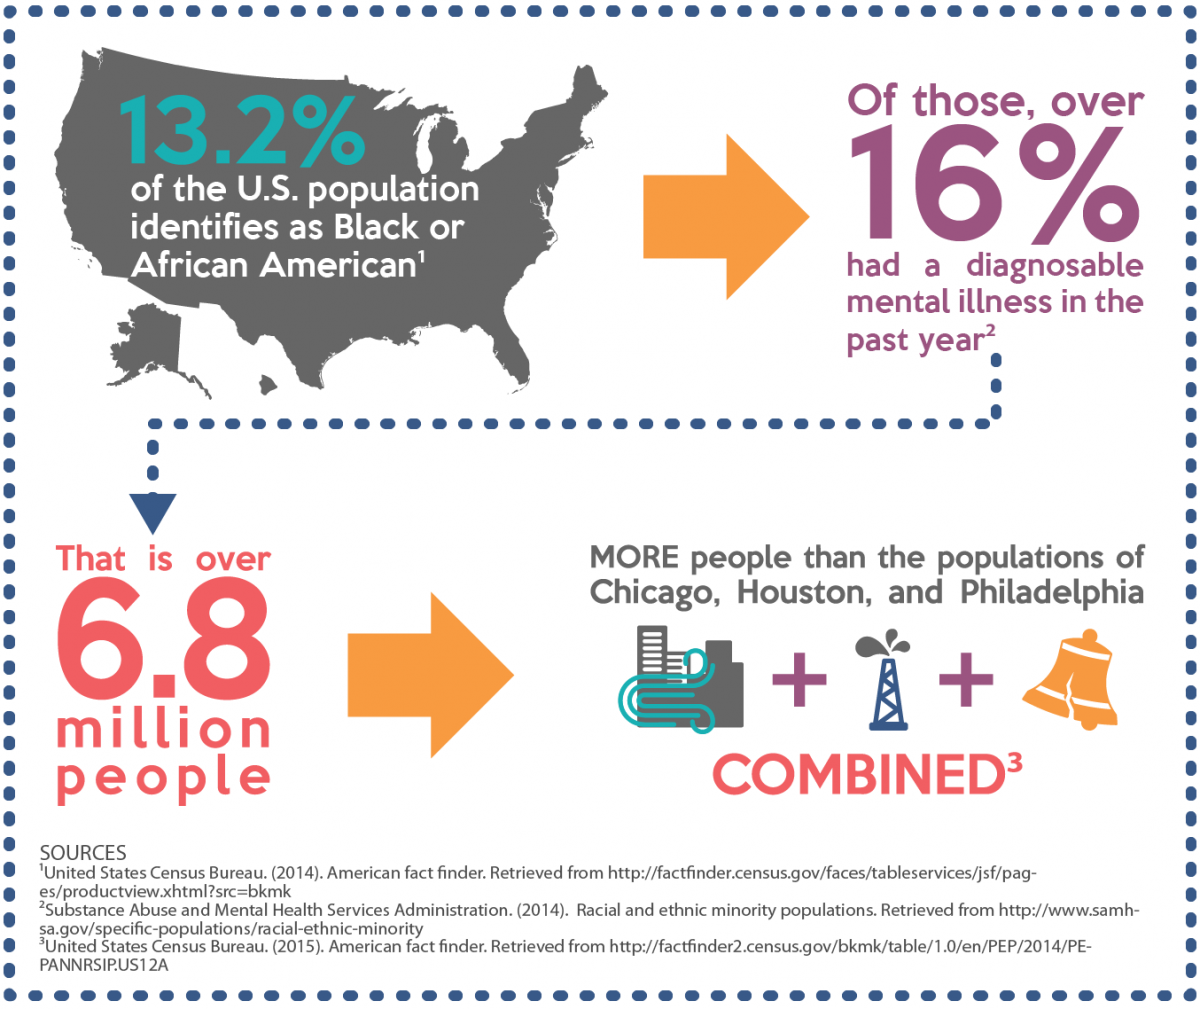 13.2%
of the U.S. population
identifies as Black or
African American¹
Of those, over
16%
had a diagnosable
mental illness in the
past year²
That is over
6.8
million
people
MORE people than the populations of
Chicago, Houston, and Philadelphia
+ +
COMBINED³
SOURCES
¹United States Census Bureau. (2014). American fact finder. Retrieved from http://factfinder.census.gov/faces/tableservices/jsf/pag-
es/productview.xhtml?src=bkmk
²Substance Abuse and Mental Health Services Administration. (2014). Racial and ethnic minority populations. Retrieved from http://www.samh-
sa.gov/specific-populations/racial-ethnic-minority
³United States Census Bureau. (2015). American fact finder. Retrieved from http://factfinder2.census.gov/bkmk/table/1.0/en/PEP/2014/PE-
PANNRSIP.US12A